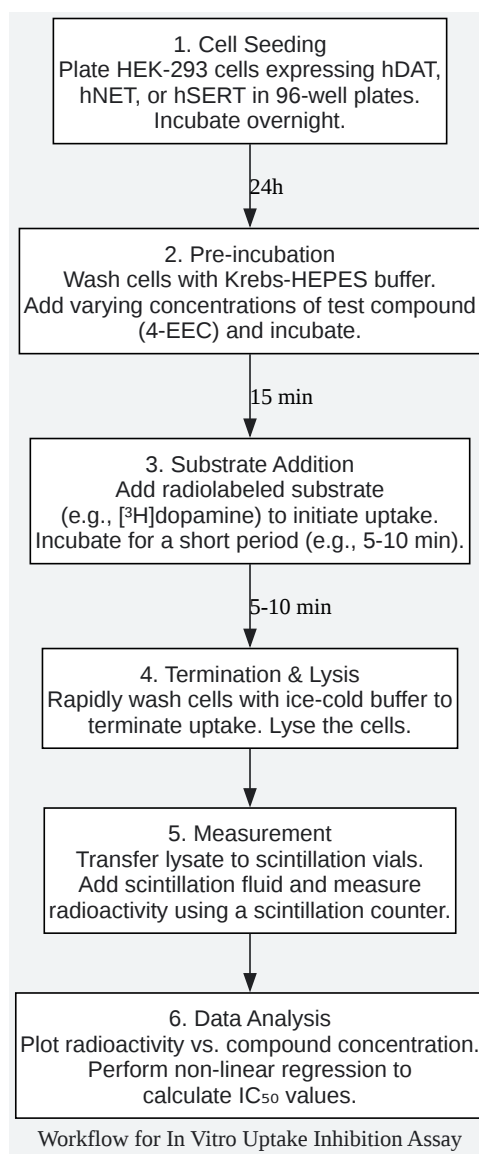 1. Cell Seeding
Plate HEK-293 cells expressing hDAT,
hNET, or hSERT in 96-well plates.
Incubate overnight.
24h
2. Pre-incubation
Wash cells with Krebs-HEPES buffer.
Add varying concentrations of test compound
(4-EEC) and incubate.
15 min
3. Substrate Addition
Add radiolabeled substrate
(e.g., [³H]dopamine) to initiate uptake.
Incubate for a short period (e.g., 5-10 min).
5-10 min
4. Termination & Lysis
Rapidly wash cells with ice-cold buffer to
terminate uptake. Lyse the cells.
5. Measurement
Transfer lysate to scintillation vials.
Add scintillation fluid and measure
radioactivity using a scintillation counter.
6. Data Analysis
Plot radioactivity vs. compound concentration.
Perform non-linear regression to
calculate IC₅₀ values.
Workflow for In Vitro Uptake Inhibition Assay